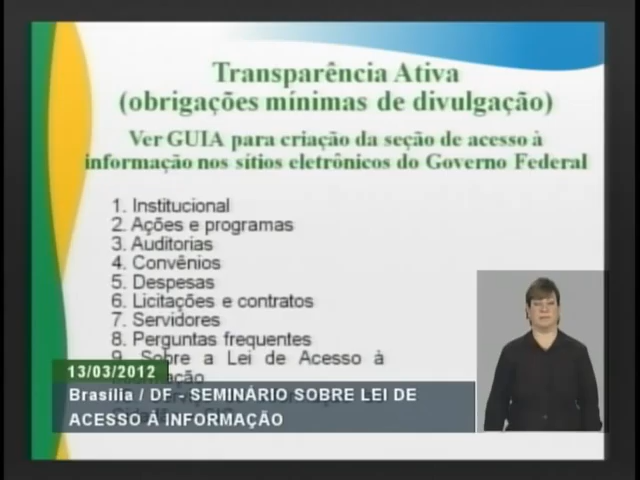 Transparência Ativa
(obrigações mínimas de divulgação)
Ver GUIA para criação da seção de acesso à
informação nos sítios eletrônicos do Governo Federal
1. Institucional
2. Ações e programas
3. Auditorias
4. Convênios
5. Despesas
6. Licitações e contratos
7. Servidores
8. Perguntas frequentes
9. Sobre a Lei de Acesso à
13/03/2012
Brasília / DF - SEMINÁRIO SOBRE LEI DE
ACESSO À INFORMAÇÃO